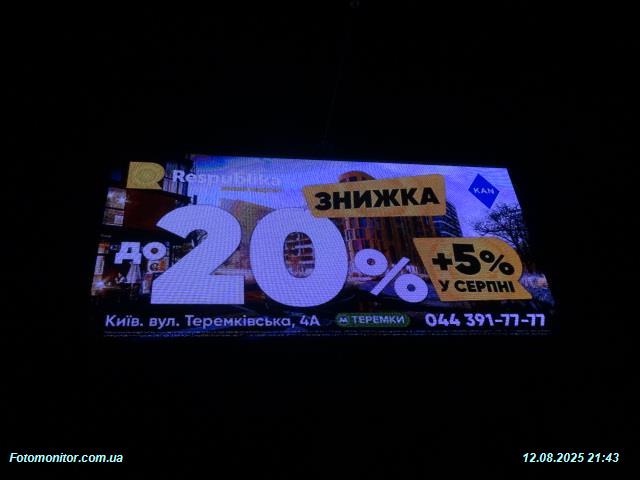 Respublika
ЗНИЖКА
KAN
до 20%
+5%
У СЕРПНІ
Київ. вул. Теремківська, 4А
М ТЕРЕМКИ
044 391-77-77
Fotomonitor.com.ua
12.08.2025 21:43